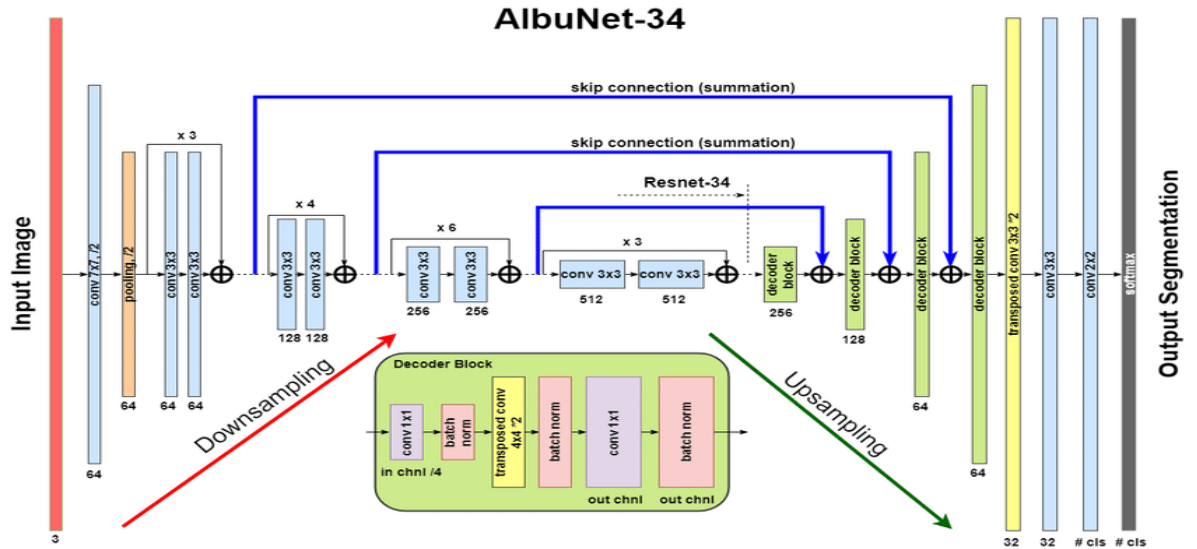 AlbuNet-34
skip connection (summation)
x 3
skip connection (summation)
Resnet-34
x 4
x 6
x 3
Input Image
conv 7x7, /2
pooling, /2
conv 3x3
conv 3x3
conv 3x3
conv 3x3
conv 3x3
conv 3x3
conv 3x3
conv 3x3
decoder
block
decoder block
decoder block
decoder block
transposed conv 3x3 *2
conv 3x3
conv 2x2
softmax
Output Segmentation
512
512
256
256
256
128
128
128
64
64
64
64
64
64
3
32
32
# cls
# cls
Downsampling
Upsampling
Decoder Block
conv 1x1
batch
norm
transposed conv
4x4 *2
batch norm
conv 1x1
batch norm
in chnl /4
out chnl
out chnl